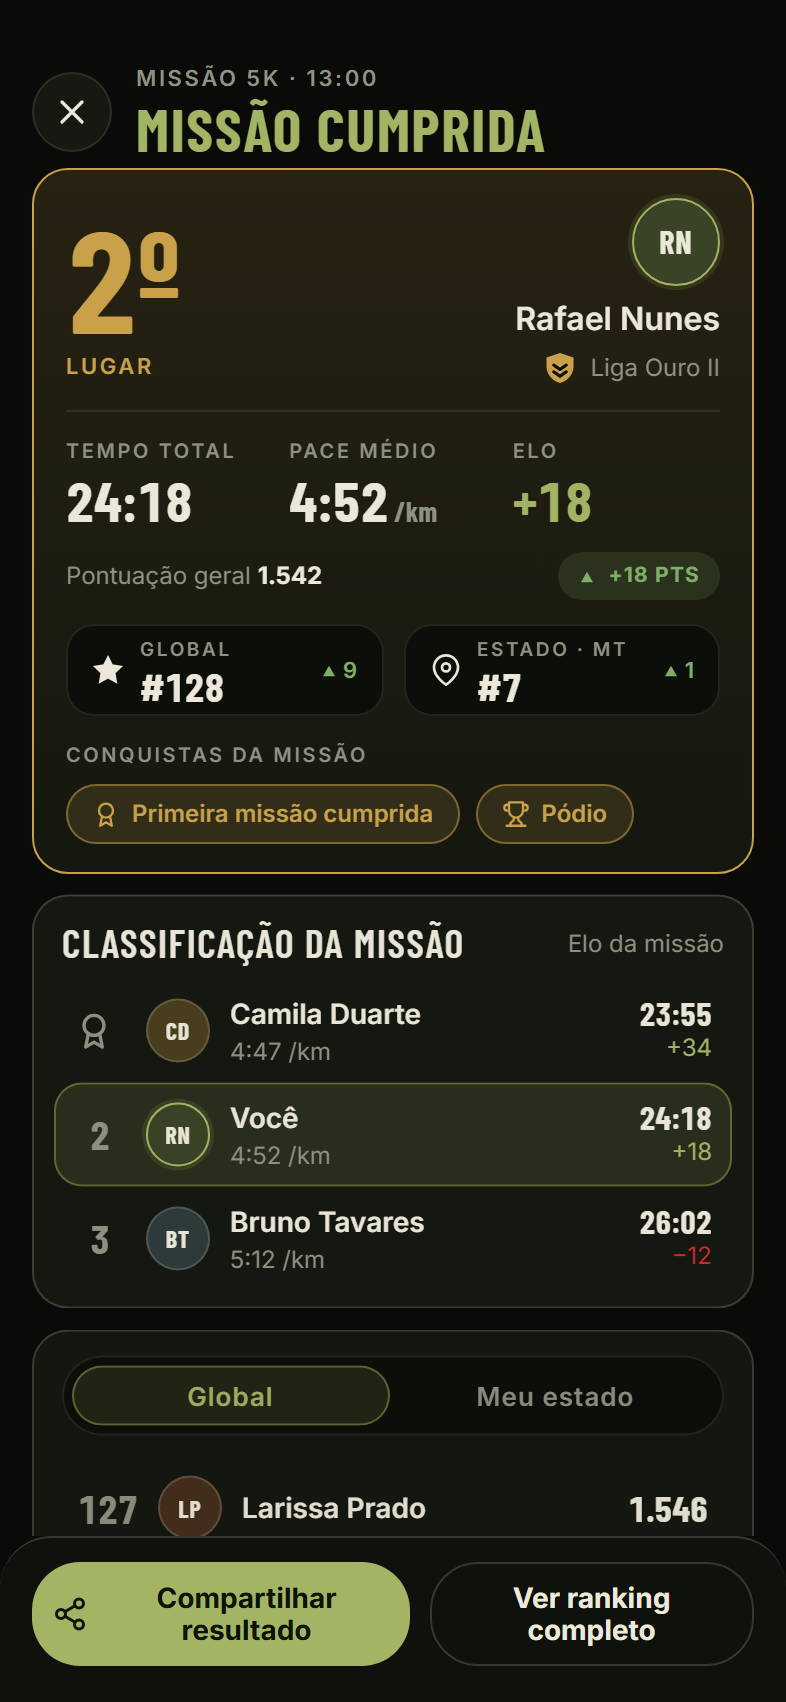 MISSÃO 5K · 13:00
MISSÃO CUMPRIDA
2º
LUGAR
RN
Rafael Nunes
Liga Ouro II
TEMPO TOTAL
24:18
PACE MÉDIO
4:52 /km
ELO
+18
Pontuação geral 1.542
▲ +18 PTS
GLOBAL
#128
▲ 9
ESTADO · MT
#7
▲ 1
CONQUISTAS DA MISSÃO
Primeira missão cumprida
Pódio
CLASSIFICAÇÃO DA MISSÃO
Elo da missão
CD
Camila Duarte
4:47 /km
23:55
+34
2
RN
Você
4:52 /km
24:18
+18
3
BT
Bruno Tavares
5:12 /km
26:02
−12
Global
Meu estado
127
LP
Larissa Prado
1.546
Compartilhar
resultado
Ver ranking
completo